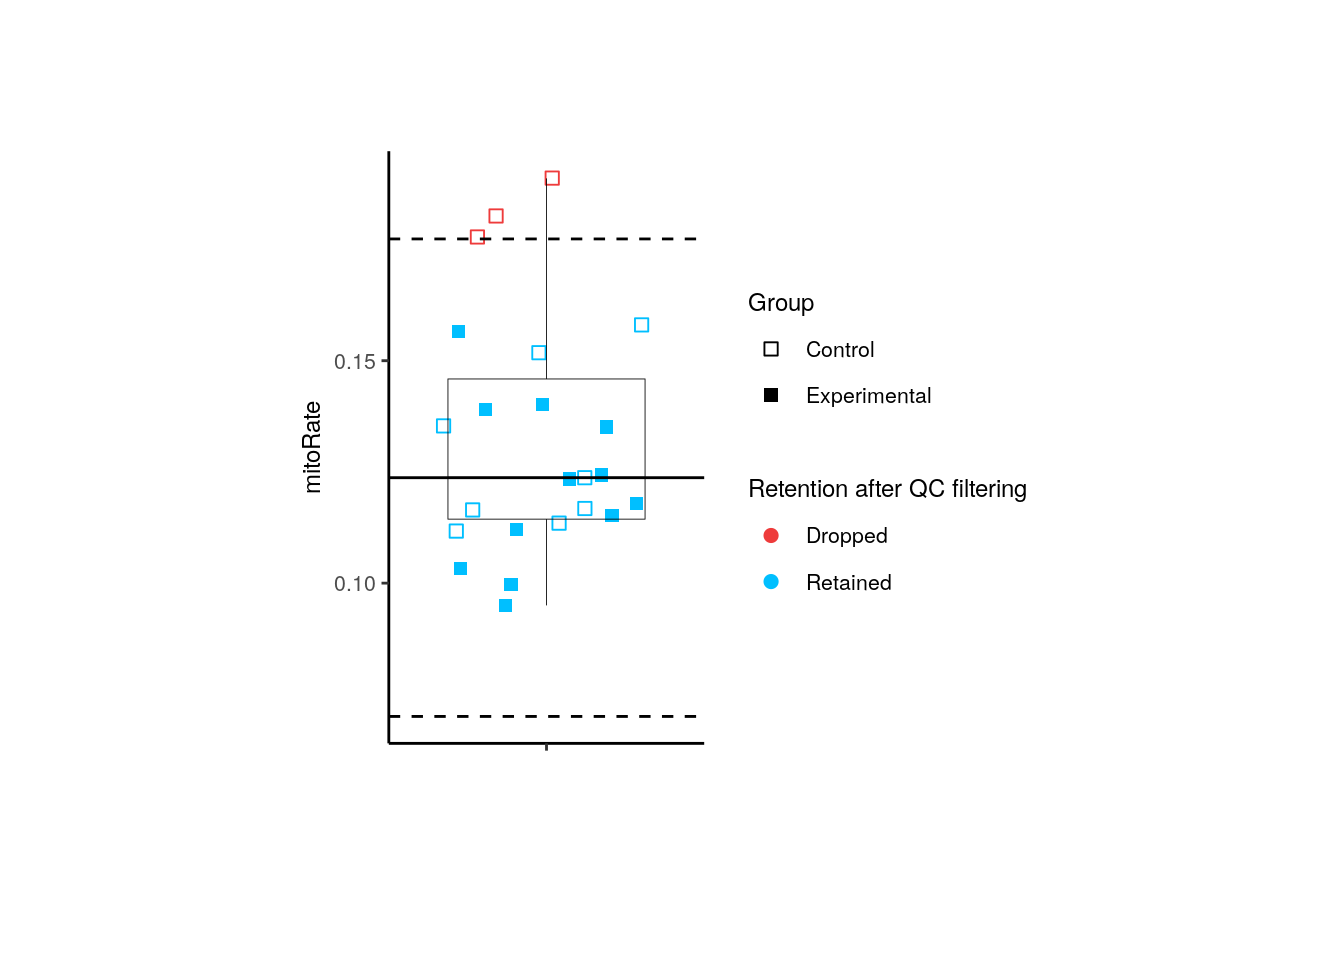 mitoRate
0.15
0.10
Group
Control
Experimental
Retention after QC filtering
Dropped
Retained